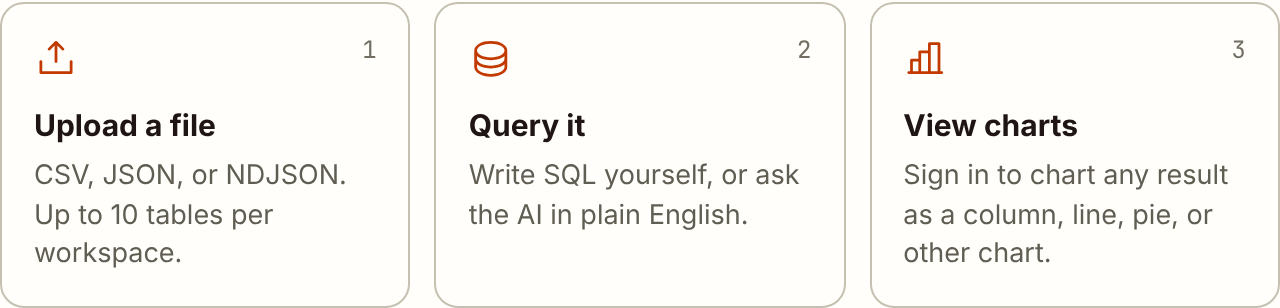 1
Upload a file
CSV, JSON, or NDJSON.
Up to 10 tables per
workspace.
2
Query it
Write SQL yourself, or ask
the AI in plain English.
3
View charts
Sign in to chart any result
as a column, line, pie, or
other chart.